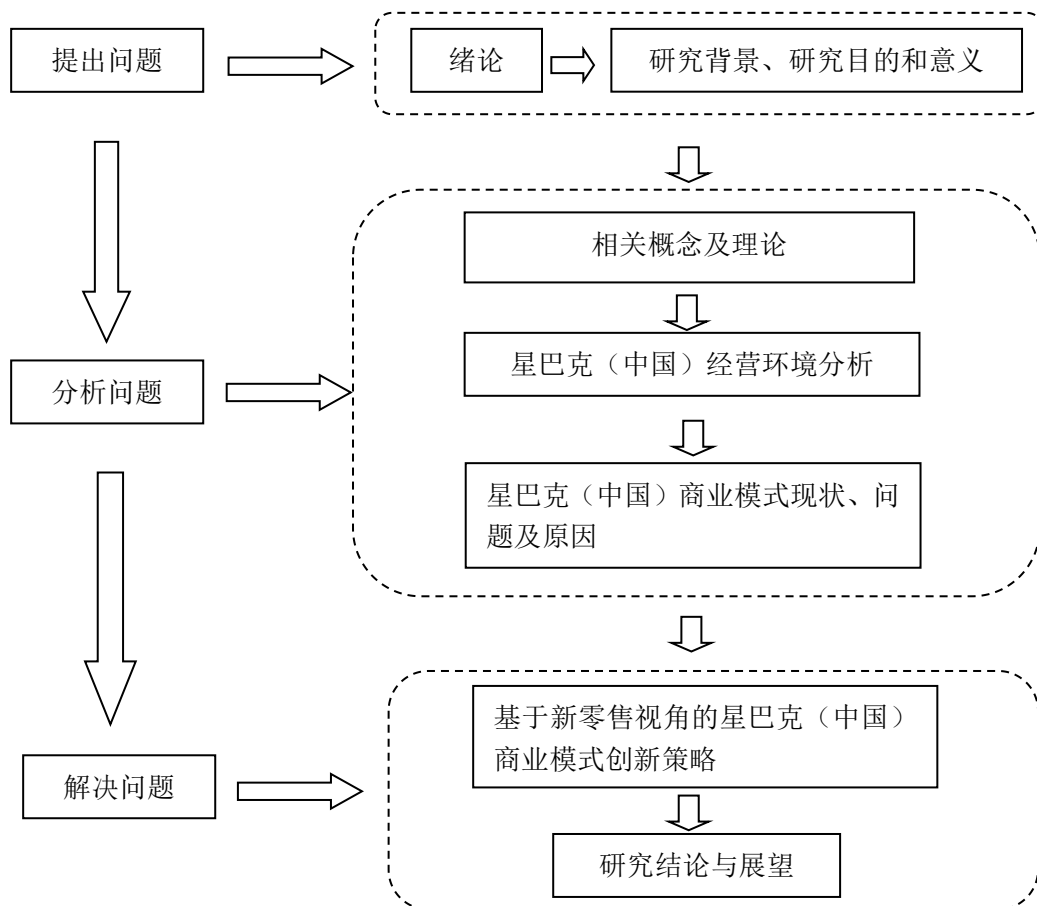 提出问题
绪论
研究背景、研究目的和意义
相关概念及理论
星巴克（中国）经营环境分析
分析问题
星巴克（中国）商业模式现状、问
题及原因
基于新零售视角的星巴克（中国）
商业模式创新策略
解决问题
研究结论与展望